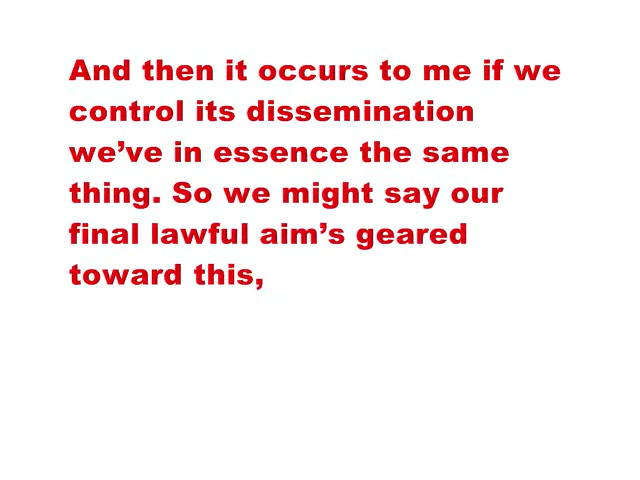 And then it occurs to me if we
control its dissemination
we’ve in essence the same
thing. So we might say our
final lawful aim’s geared
toward this,